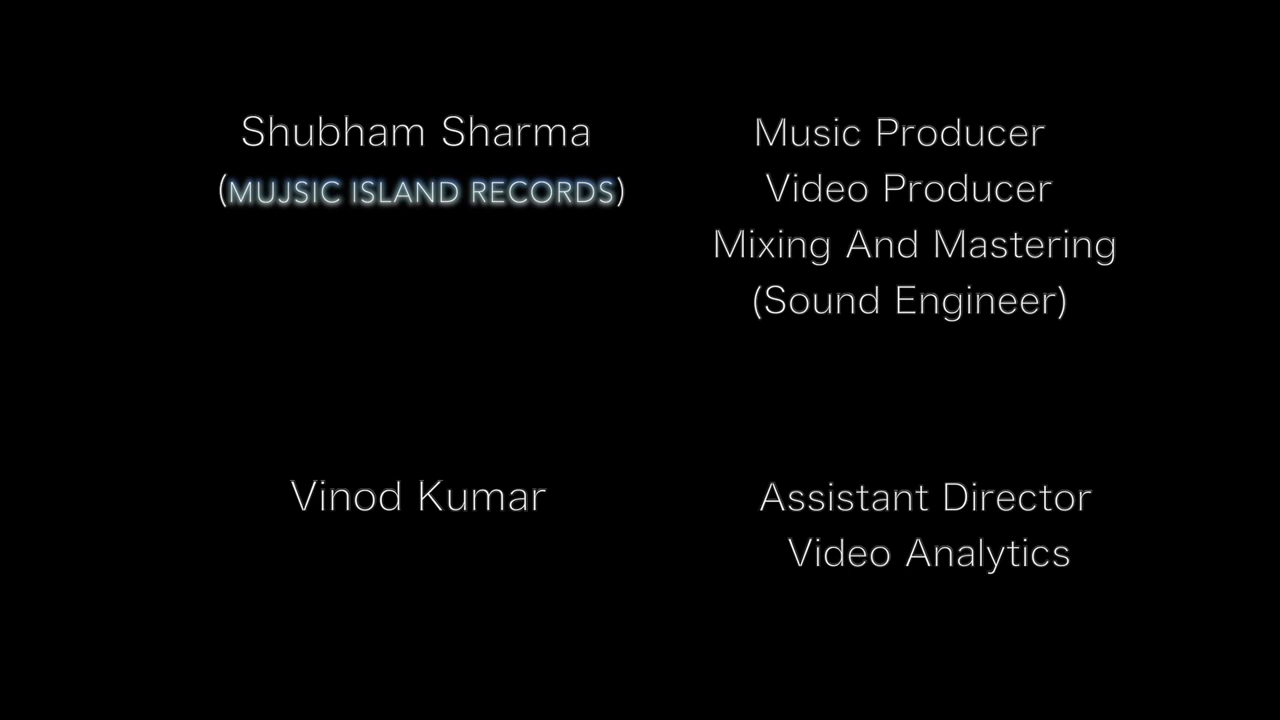 Shubham Sharma
(MUJSIC ISLAND RECORDS)
Music Producer
Video Producer
Mixing And Mastering
(Sound Engineer)
Vinod Kumar
Assistant Director
Video Analytics